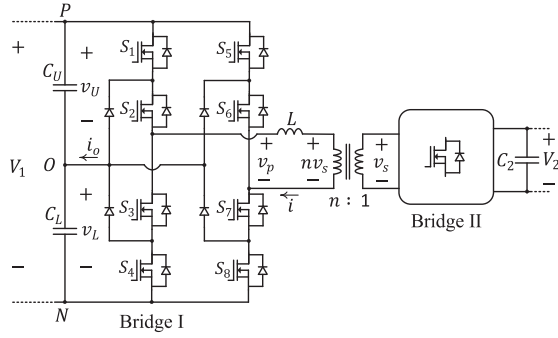 P
+ C_U + v_U − S_1 S_5
S_2 S_6
L
V_1 O i_o + v_p − + nv_s − + v_s − C_2 + V_2 −
i n : 1
C_L + v_L − S_3 S_7
Bridge II
− S_4 S_8
N
Bridge I